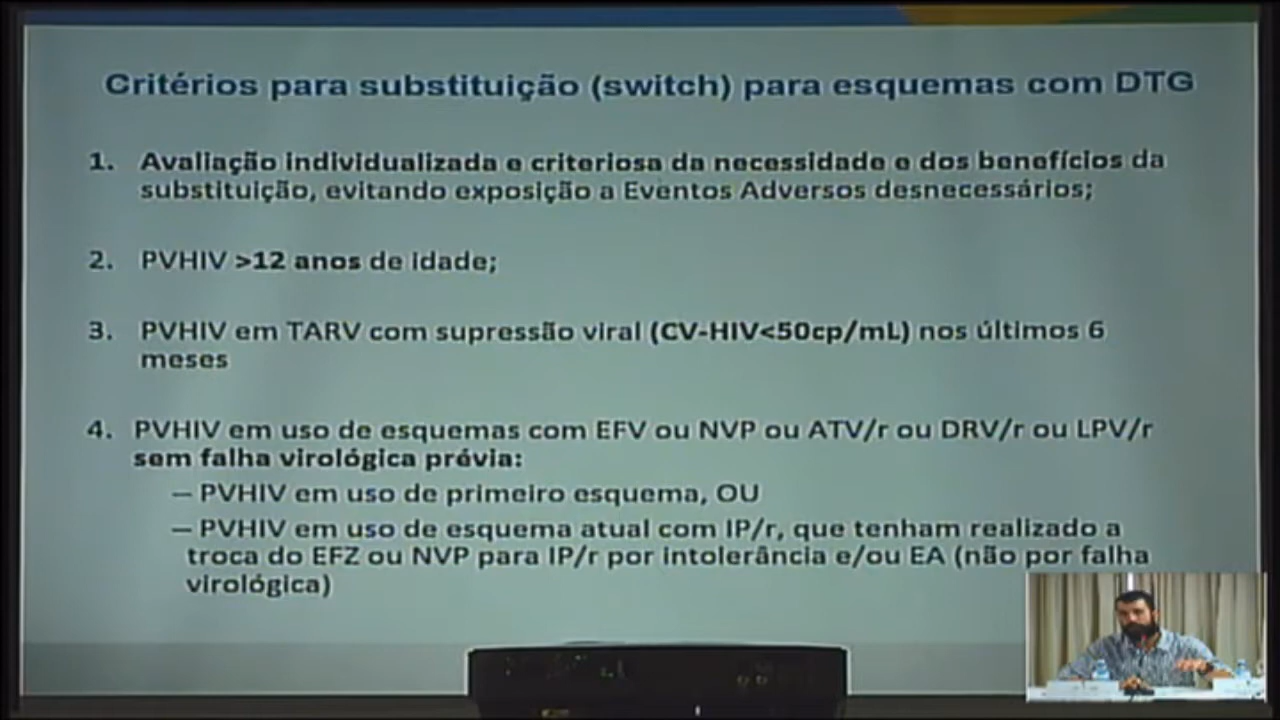 Critérios para substituição (switch) para esquemas com DTG
1. Avaliação individualizada e criteriosa da necessidade e dos benefícios da
substituição, evitando exposição a Eventos Adversos desnecessários;
2. PVHIV >12 anos de idade;
3. PVHIV em TARV com supressão viral (CV-HIV<50cp/mL) nos últimos 6
meses
4. PVHIV em uso de esquemas com EFV ou NVP ou ATV/r ou DRV/r ou LPV/r
sem falha virológica prévia:
– PVHIV em uso de primeiro esquema, OU
– PVHIV em uso de esquema atual com IP/r, que tenham realizado a
troca do EFZ ou NVP para IP/r por intolerância e/ou EA (não por falha
virológica)